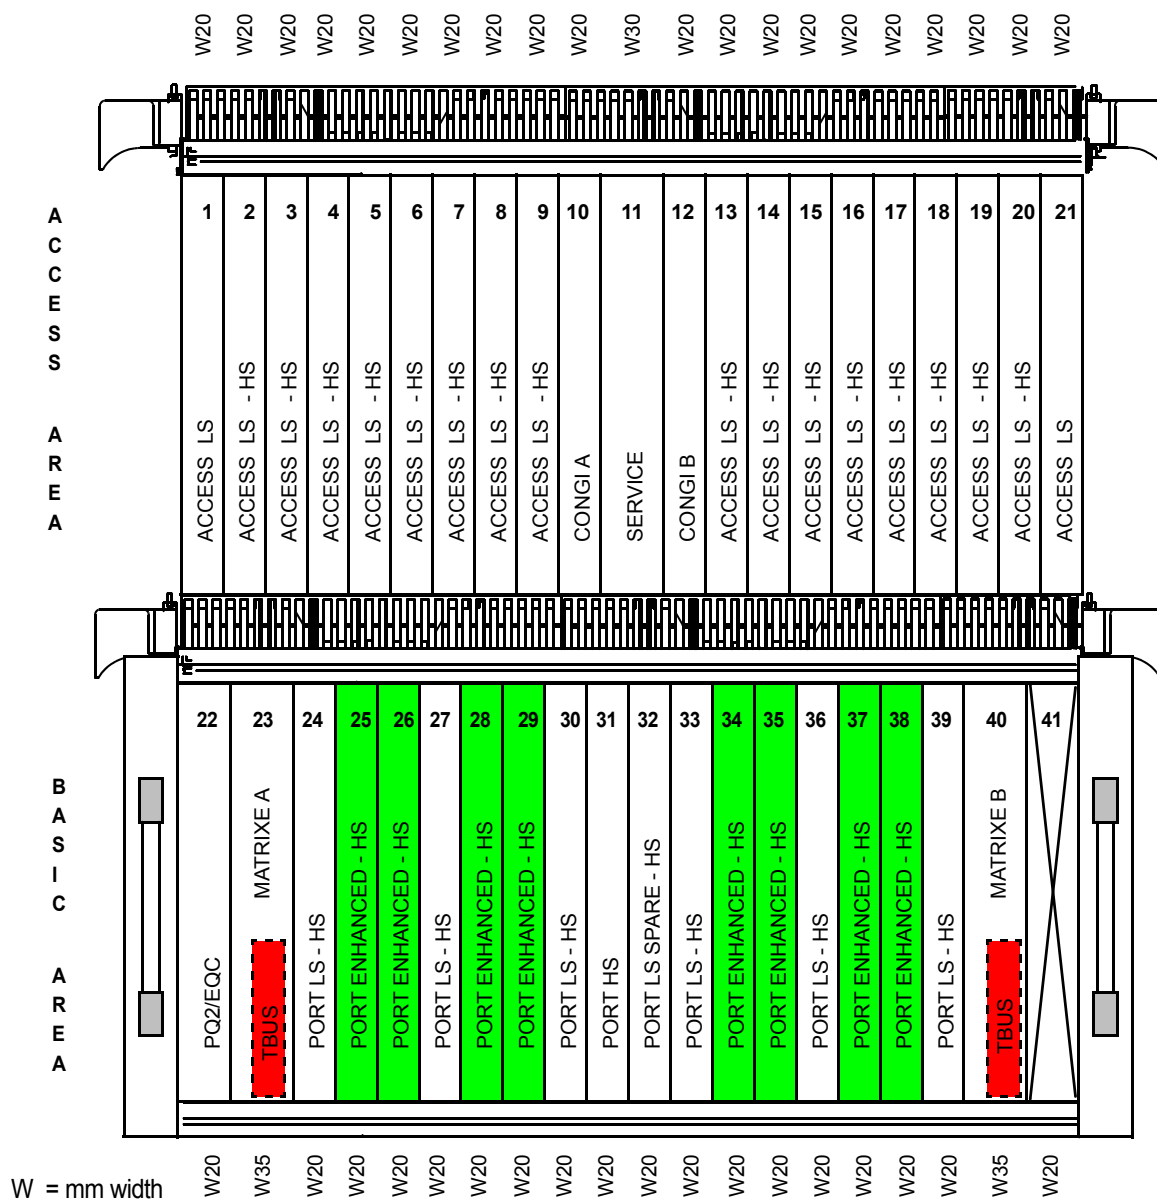 W20 W20 W20 W20 W20 W20 W20 W20 W20 W20 W30 W20 W20 W20 W20 W20 W20 W20 W20 W20 W20
ACCESS AREA
1 2 3 4 5 6 7 8 9 10 11 12 13 14 15 16 17 18 19 20 21
ACCESS LS
ACCESS LS - HS
ACCESS LS - HS
ACCESS LS - HS
ACCESS LS - HS
ACCESS LS - HS
ACCESS LS - HS
ACCESS LS - HS
ACCESS LS - HS
CONGI A
SERVICE
CONGI B
ACCESS LS - HS
ACCESS LS - HS
ACCESS LS - HS
ACCESS LS - HS
ACCESS LS - HS
ACCESS LS - HS
ACCESS LS - HS
ACCESS LS - HS
ACCESS LS
BASIC AREA
22 23 24 25 26 27 28 29 30 31 32 33 34 35 36 37 38 39 40 41
PQ2/EQC
MATRIXE A
TBUS
PORT LS - HS
PORT ENHANCED - HS
PORT ENHANCED - HS
PORT LS - HS
PORT ENHANCED - HS
PORT ENHANCED - HS
PORT LS - HS
PORT HS
PORT LS SPARE - HS
PORT LS - HS
PORT ENHANCED - HS
PORT ENHANCED - HS
PORT LS - HS
PORT ENHANCED - HS
PORT ENHANCED - HS
PORT LS - HS
MATRIXE B
TBUS
W20 W35 W20 W20 W20 W20 W20 W20 W20 W20 W20 W20 W20 W20 W20 W20 W20 W20 W35 W20
W = mm width